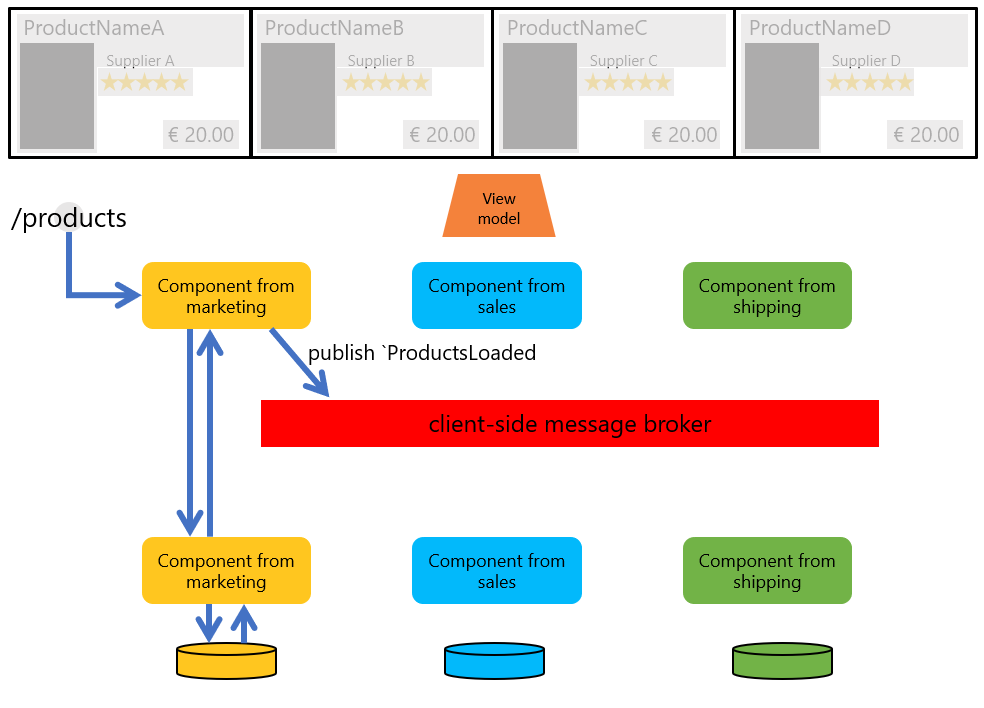 ProductNameA
Supplier A
€ 20.00
ProductNameB
Supplier B
€ 20.00
ProductNameC
Supplier C
€ 20.00
ProductNameD
Supplier D
€ 20.00
View
model
/products
Component from
marketing
Component from
sales
Component from
shipping
publish `ProductsLoaded
client-side message broker
Component from
marketing
Component from
sales
Component from
shipping